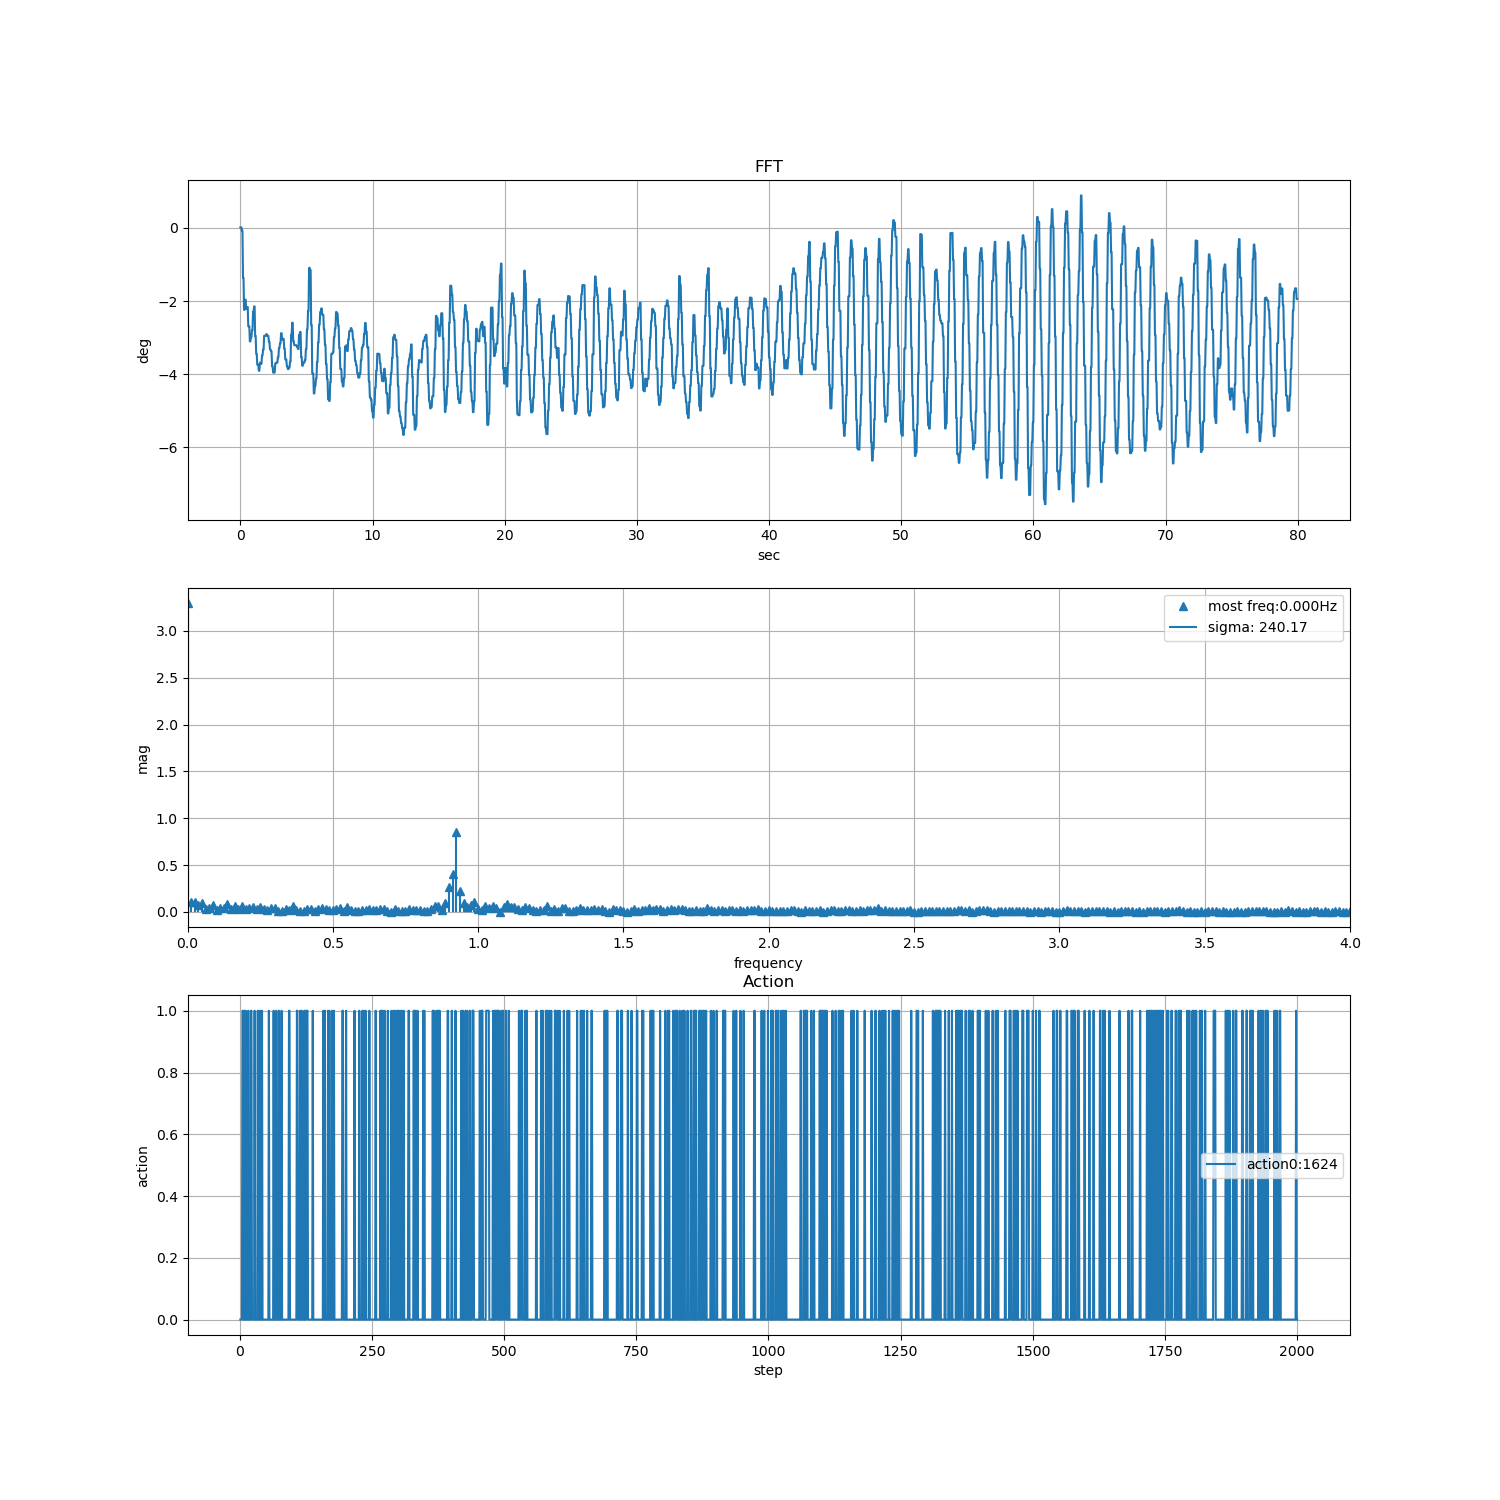 FFT
0
−2
−4
−6
deg
0 10 20 30 40 50 60 70 80
sec
most freq:0.000Hz
sigma: 240.17
3.0
2.5
2.0
1.5
1.0
0.5
0.0
mag
0.0 0.5 1.0 1.5 2.0 2.5 3.0 3.5 4.0
frequency
Action
1.0
0.8
0.6
0.4
0.2
0.0
action
action0:1624
0 250 500 750 1000 1250 1500 1750 2000
step